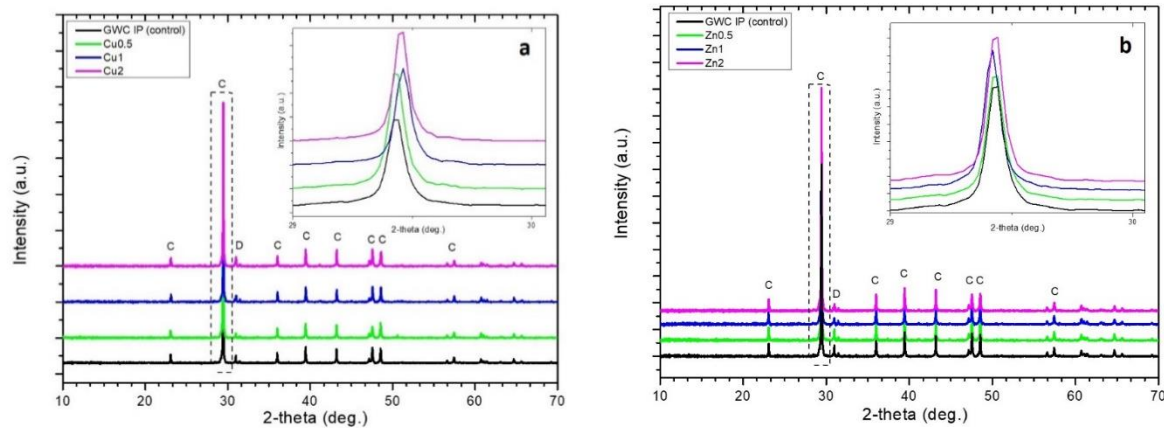 GWC IP (control)
Cu0.5
Cu1
Cu2
a
Intensity (a.u.)
29
30
2-theta (deg.)
C
C
D
C
C
C
C
C
C
Intensity (a.u.)
10
20
30
40
50
60
70
2-theta (deg.)
GWC IP (control)
Zn0.5
Zn1
Zn2
b
Intensity (a.u.)
29
30
2-theta (deg.)
C
C
D
C
C
C
C
C
C
Intensity (a.u.)
10
20
30
40
50
60
70
2-theta (deg.)